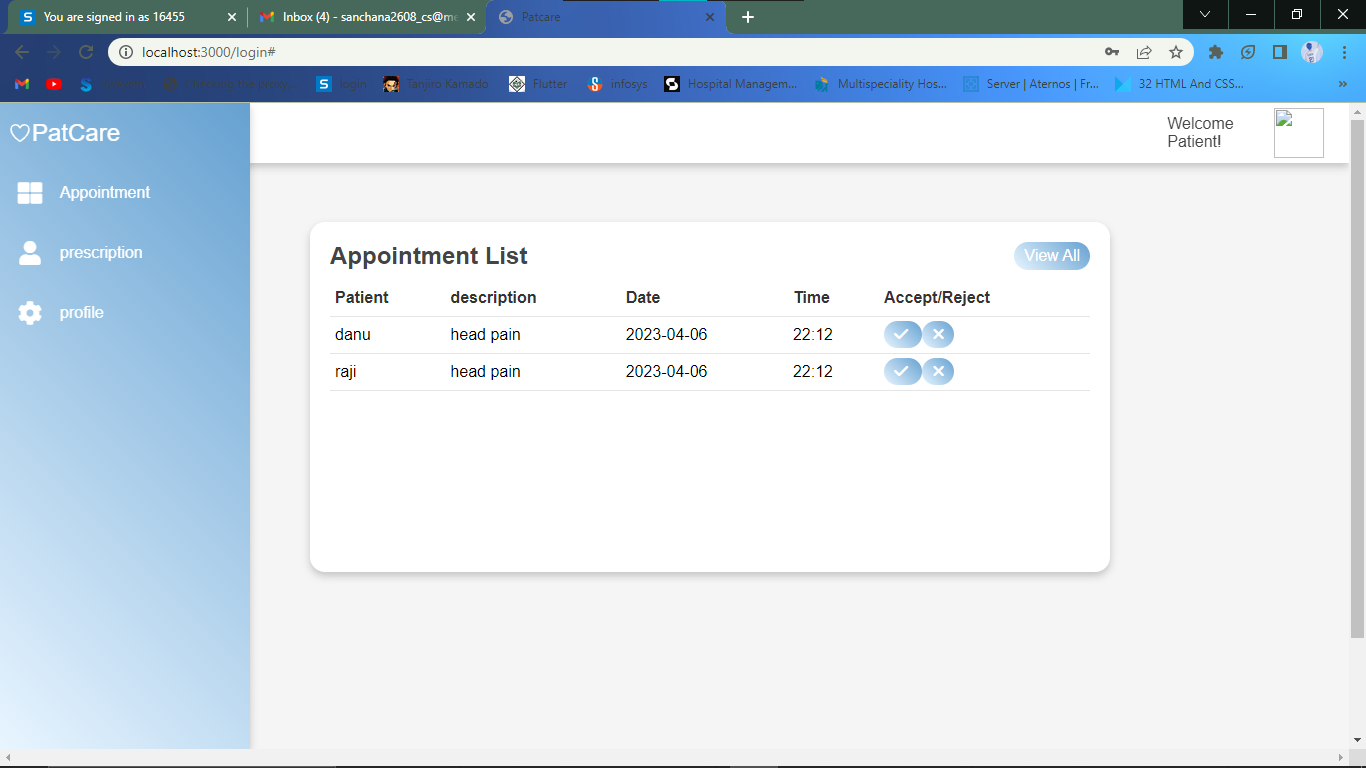 You are signed in as 16455
Inbox (4) - sanchana2608_cs@me
Patcare
localhost:3000/login#
login
Tanjiro Kamado
Flutter
infosys
Hospital Managem...
Multispeciality Hos...
Server | Aternos | Fr...
32 HTML And CSS...
»
PatCare
Welcome
Patient!
Appointment
prescription
profile
Appointment List
View All
Patient description Date Time Accept/Reject
danu head pain 2023-04-06 22:12
raji head pain 2023-04-06 22:12